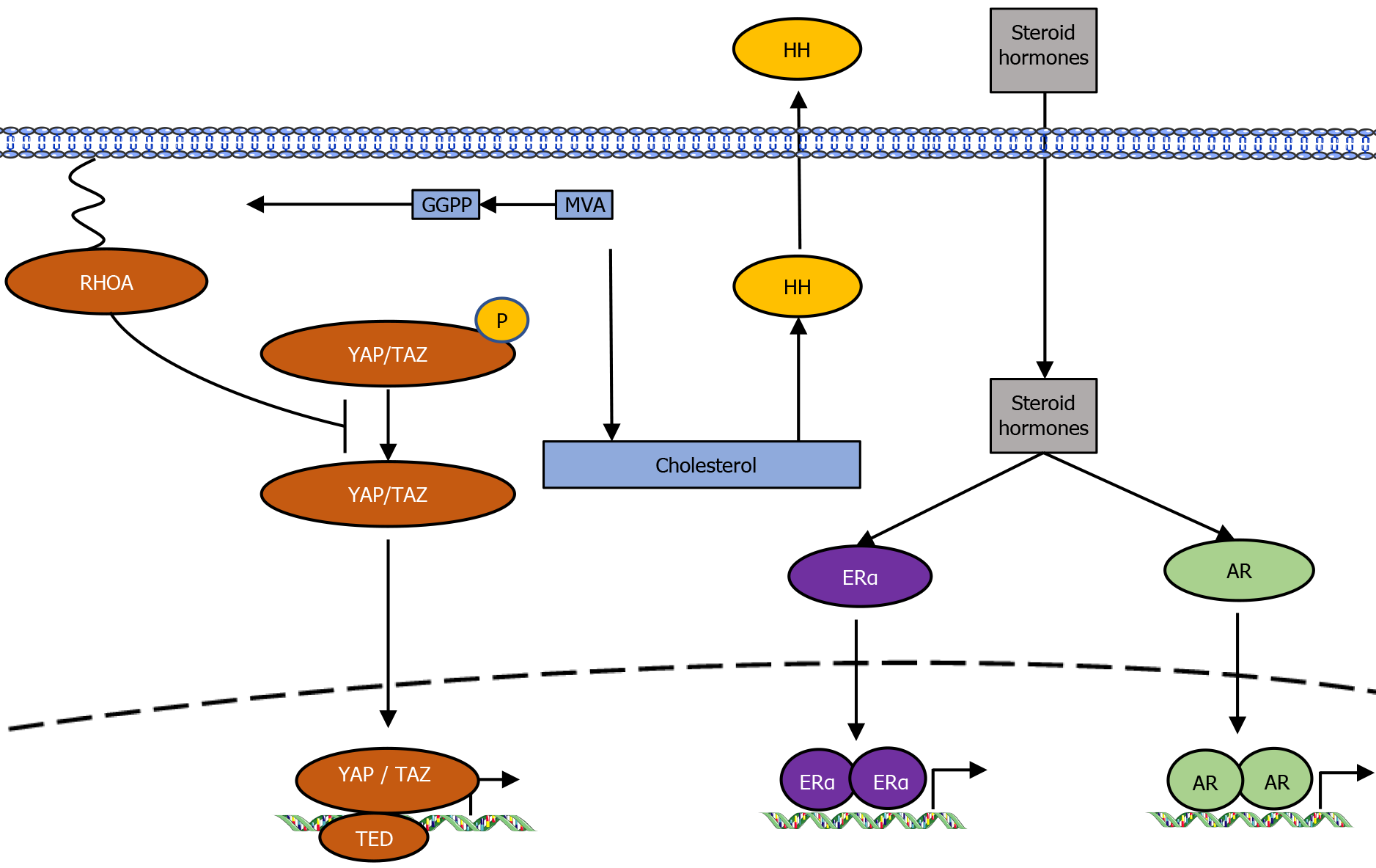 HH
Steroid
hormones
GGPP
MVA
RHOA
HH
P
YAP/TAZ
Steroid
hormones
Cholesterol
YAP/TAZ
ERα
AR
YAP / TAZ
ERα
ERα
AR
AR
TED